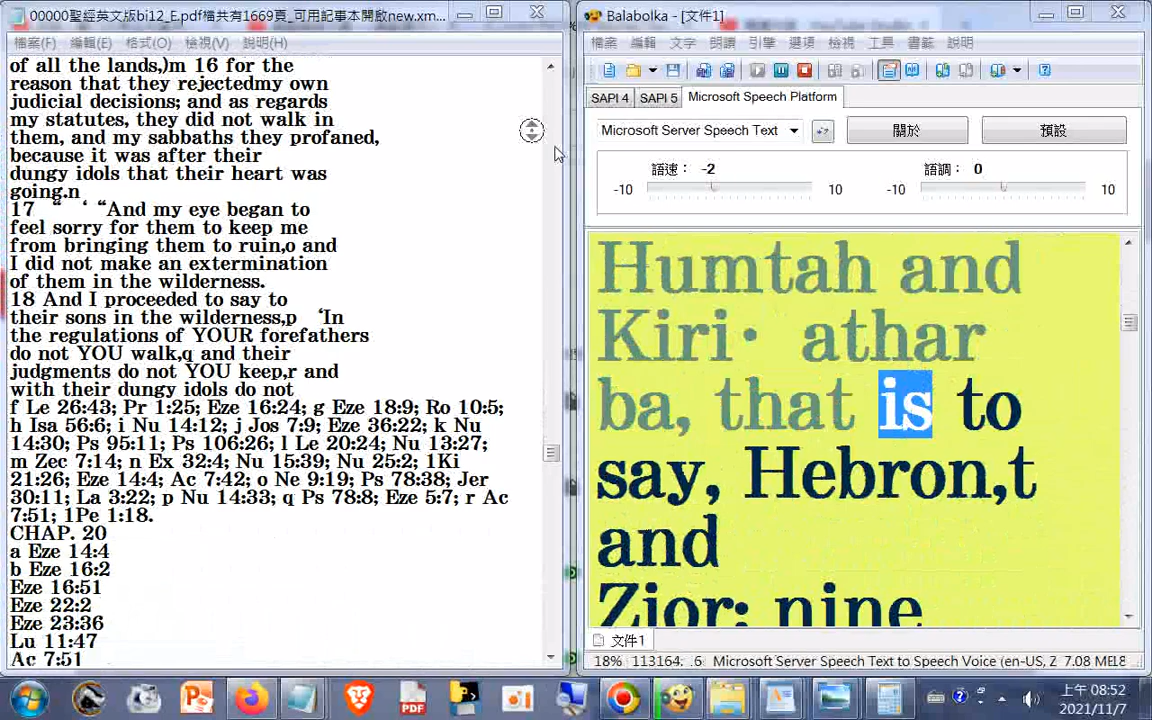 00000聖經英文版bi12_E.pdf檔共有1669頁_可用記事本開啟new.xm...
檔案(F) 編輯(E) 格式(O) 檢視(V) 說明(H)
of all the lands,)m 16 for the
reason that they rejectedmy own
judicial decisions; and as regards
my statutes, they did not walk in
them, and my sabbaths they profaned,
because it was after their
dungy idols that their heart was
going.n
17 “ ‘ “And my eye began to
feel sorry for them to keep me
from bringing them to ruin,o and
I did not make an extermination
of them in the wilderness.
18 And I proceeded to say to
their sons in the wilderness,p ‘In
the regulations of YOUR forefathers
do not YOU walk,q and their
judgments do not YOU keep,r and
with their dungy idols do not
f Le 26:43; Pr 1:25; Eze 16:24; g Eze 18:9; Ro 10:5;
h Isa 56:6; i Nu 14:12; j Jos 7:9; Eze 36:22; k Nu
14:30; Ps 95:11; Ps 106:26; l Le 20:24; Nu 13:27;
m Zec 7:14; n Ex 32:4; Nu 15:39; Nu 25:2; 1Ki
21:26; Eze 14:4; Ac 7:42; o Ne 9:19; Ps 78:38; Jer
30:11; La 3:22; p Nu 14:33; q Ps 78:8; Eze 5:7; r Ac
7:51; 1Pe 1:18.
CHAP. 20
a Eze 14:4
b Eze 16:2
Eze 16:51
Eze 22:2
Eze 23:36
Lu 11:47
Ac 7:51
Balabolka - [文件1]
檔案 編輯 文字 朗讀 引擎 選項 檢視 工具 書籤 說明
SAPI 4 SAPI 5 Microsoft Speech Platform
Microsoft Server Speech Text 關於 預設
語速: -2 語調: 0
-10 10 -10 10
Humtah and
Kiri· athar
ba, that is to
say, Hebron,t
and
Zior; nine
文件1
18% 113164, .6 Microsoft Server Speech Text to Speech Voice (en-US, Z 7.08 ME
上午 08:52
2021/11/7